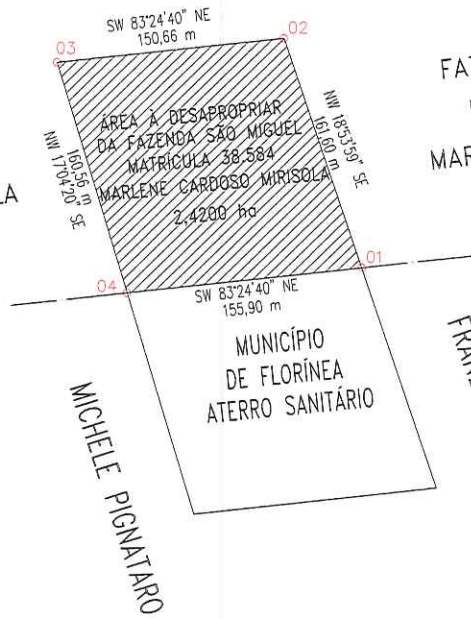 SW 83°24'40" NE
150,66 m
03
02
ÁREA À DESAPROPRIAR
DA FAZENDA SÃO MIGUEL
MATRÍCULA 38.584
MARLENE CARDOSO MIRISOLA
2,4200 ha
NW 17°04'20" SE
160,56 m
NW 18°53'59" SE
161,60 m
FAZ
MAR
LA
04
01
SW 83°24'40" NE
155,90 m
MUNICÍPIO
DE FLORÍNEA
ATERRO SANITÁRIO
MICHELE PIGNATARO